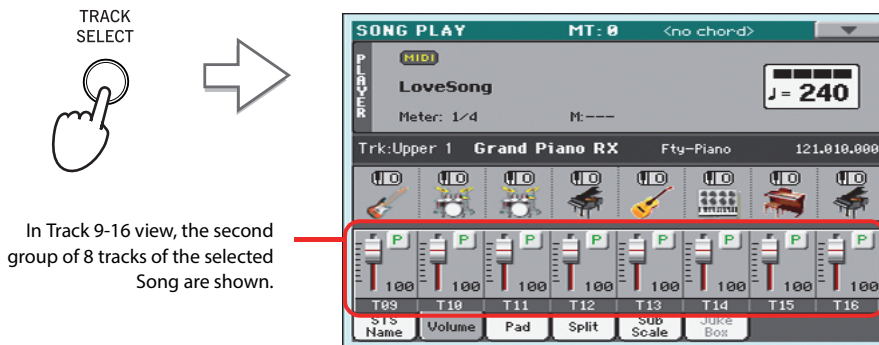 TRACK
SELECT
SONG PLAY MT: 0 <no chord>
PLAYER
MIDI
LoveSong
♩= 240
Meter: 1/4 M:---
Trk:Upper 1 Grand Piano RX Fty-Piano 121.010.000
In Track 9-16 view, the second
group of 8 tracks of the selected
Song are shown.
P P P P P P P P
100 100 100 100 100 100 100 100
T09 T10 T11 T12 T13 T14 T15 T16
STS
Name
Volume
Pad
Split
Sub
Scale
Juke
Box